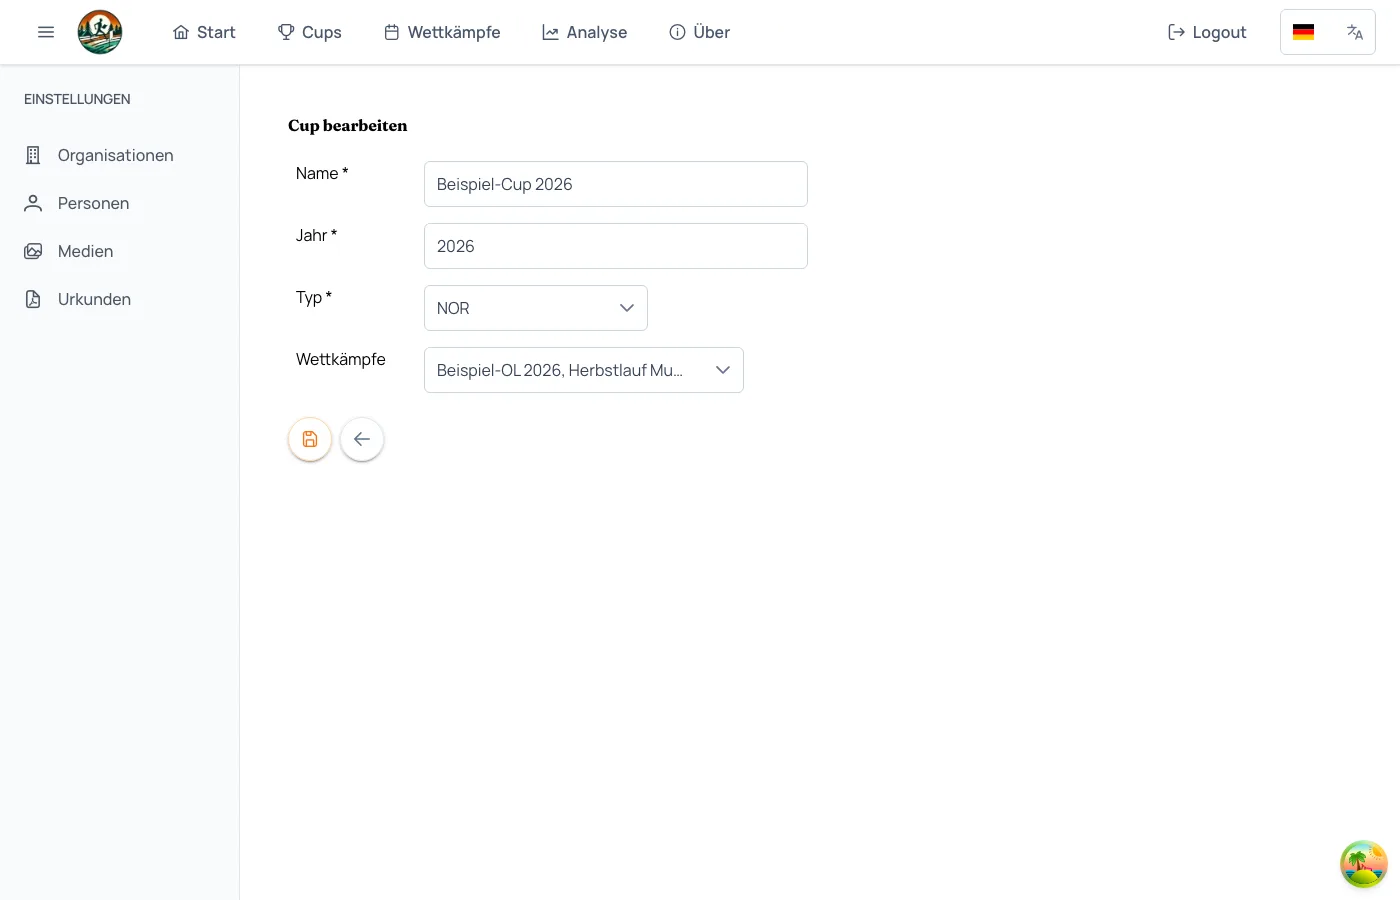 Start
Cups
Wettkämpfe
Analyse
Über
Logout
EINSTELLUNGEN
Organisationen
Personen
Medien
Urkunden
Cup bearbeiten
Name *
Beispiel-Cup 2026
Jahr *
2026
Typ *
NOR
Wettkämpfe
Beispiel-OL 2026, Herbstlauf Mu...